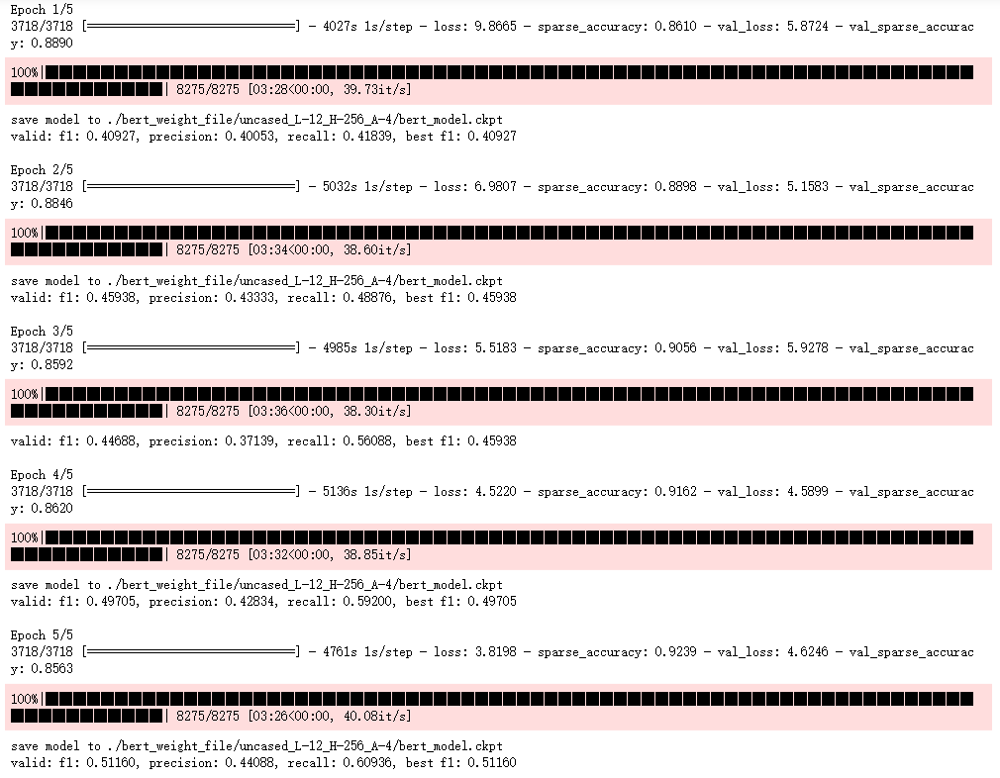 Epoch 1/5
3718/3718 [==============================] - 4027s 1s/step - loss: 9.8665 - sparse_accuracy: 0.8610 - val_loss: 5.8724 - val_sparse_accurac
y: 0.8890
100%|
| 8275/8275 [03:28<00:00, 39.73it/s]
save model to ./bert_weight_file/uncased_L-12_H-256_A-4/bert_model.ckpt
valid: f1: 0.40927, precision: 0.40053, recall: 0.41839, best f1: 0.40927
Epoch 2/5
3718/3718 [==============================] - 5032s 1s/step - loss: 6.9807 - sparse_accuracy: 0.8898 - val_loss: 5.1583 - val_sparse_accurac
y: 0.8846
100%|
| 8275/8275 [03:34<00:00, 38.60it/s]
save model to ./bert_weight_file/uncased_L-12_H-256_A-4/bert_model.ckpt
valid: f1: 0.45938, precision: 0.43333, recall: 0.48876, best f1: 0.45938
Epoch 3/5
3718/3718 [==============================] - 4985s 1s/step - loss: 5.5183 - sparse_accuracy: 0.9056 - val_loss: 5.9278 - val_sparse_accurac
y: 0.8592
100%|
| 8275/8275 [03:36<00:00, 38.30it/s]
valid: f1: 0.44688, precision: 0.37139, recall: 0.56088, best f1: 0.45938
Epoch 4/5
3718/3718 [==============================] - 5136s 1s/step - loss: 4.5220 - sparse_accuracy: 0.9162 - val_loss: 4.5899 - val_sparse_accurac
y: 0.8620
100%|
| 8275/8275 [03:32<00:00, 38.85it/s]
save model to ./bert_weight_file/uncased_L-12_H-256_A-4/bert_model.ckpt
valid: f1: 0.49705, precision: 0.42834, recall: 0.59200, best f1: 0.49705
Epoch 5/5
3718/3718 [==============================] - 4761s 1s/step - loss: 3.8198 - sparse_accuracy: 0.9239 - val_loss: 4.6246 - val_sparse_accurac
y: 0.8563
100%|
| 8275/8275 [03:26<00:00, 40.08it/s]
save model to ./bert_weight_file/uncased_L-12_H-256_A-4/bert_model.ckpt
valid: f1: 0.51160, precision: 0.44088, recall: 0.60936, best f1: 0.51160